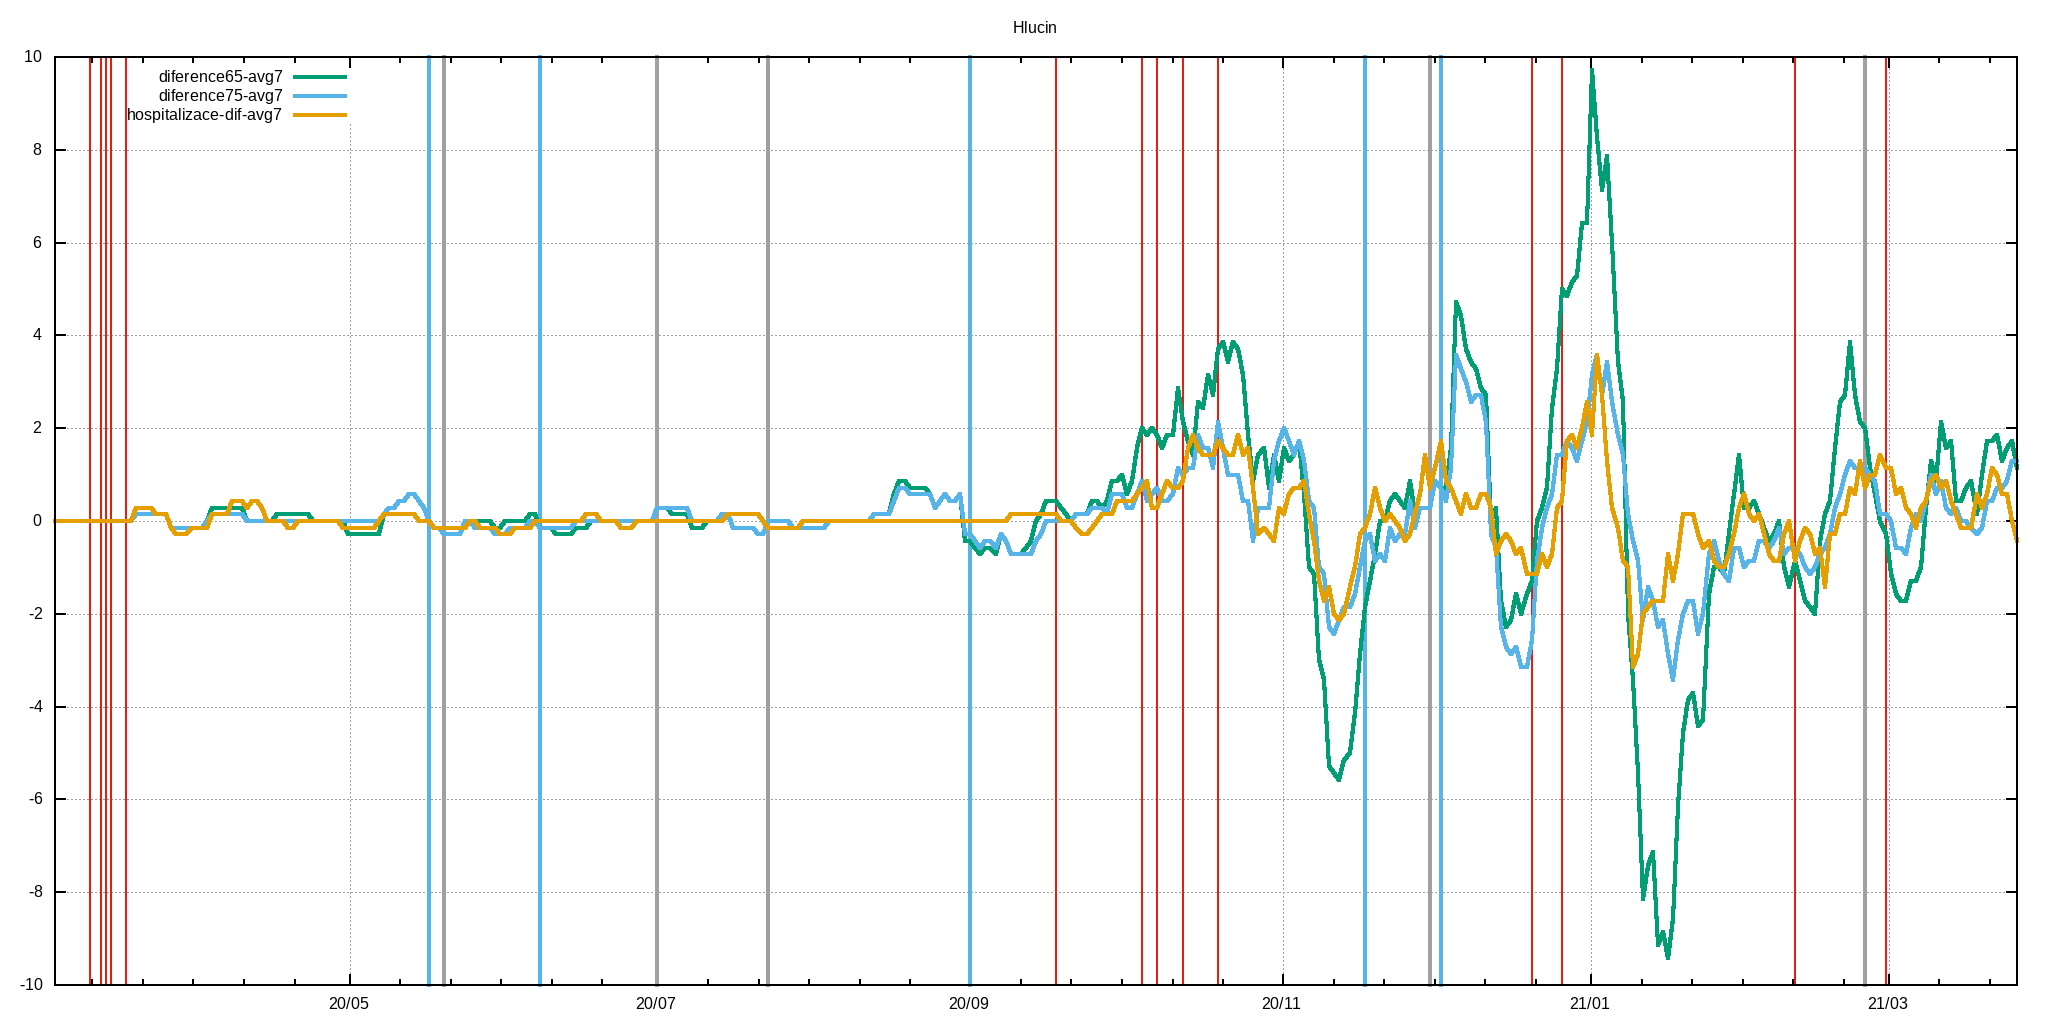 Hlucin
10
diference65-avg7
diference75-avg7
hospitalizace-dif-avg7
8
6
4
2
0
-2
-4
-6
-8
-10
20/05 20/07 20/09 20/11 21/01 21/03